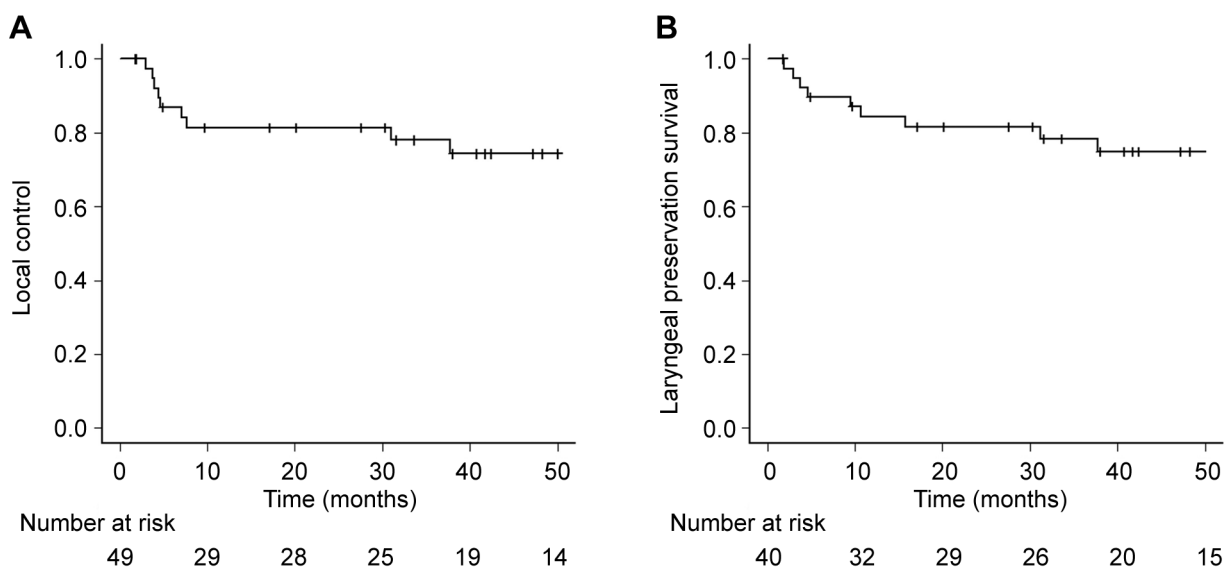 A
1.0
0.8
0.6
0.4
0.2
0.0
Local control
0 10 20 30 40 50
Time (months)
Number at risk
49 29 28 25 19 14
B
1.0
0.8
0.6
0.4
0.2
0.0
Laryngeal preservation survival
0 10 20 30 40 50
Time (months)
Number at risk
40 32 29 26 20 15